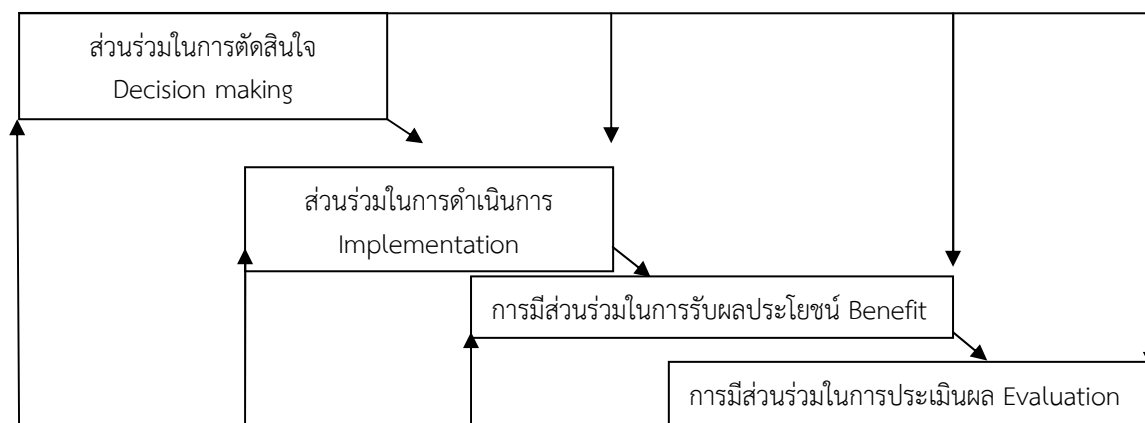 ส่วนร่วมในการตัดสินใจ
Decision making
ส่วนร่วมในการดำเนินการ
Implementation
การมีส่วนร่วมในการรับผลประโยชน์ Benefit
การมีส่วนร่วมในการประเมินผล Evaluation